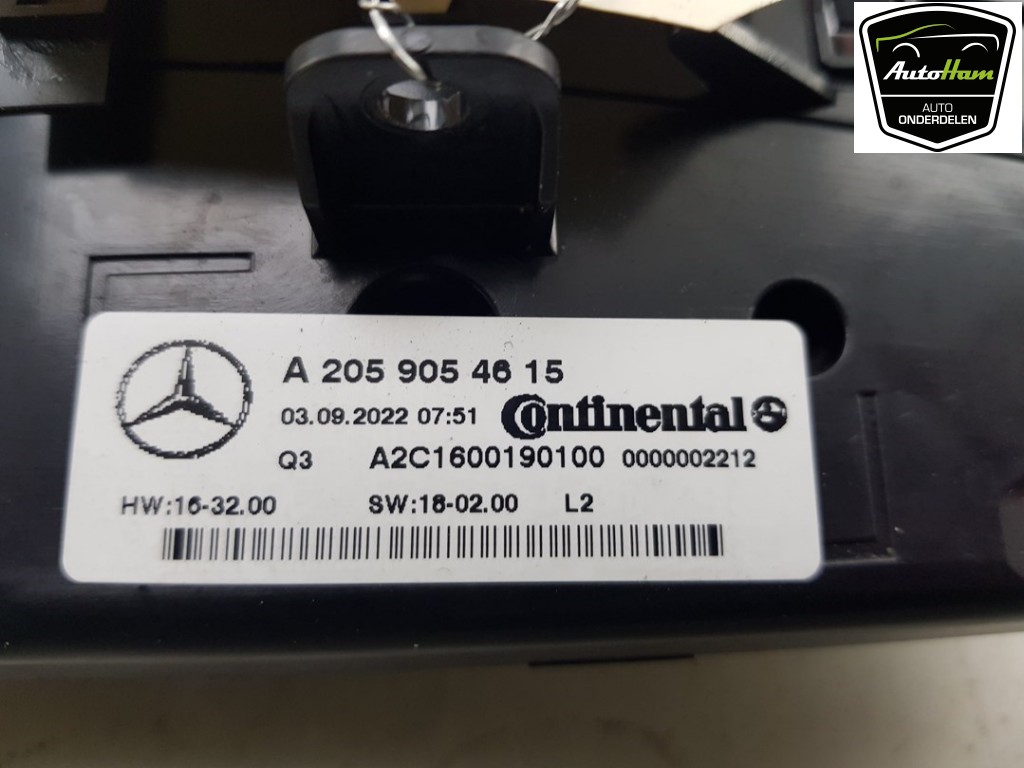 AutoHam
AUTO
ONDERDELEN
A 205 905 46 15
03.09.2022 07:51 Continental
Q3 A2C1600190100 0000002212
HW:16-32.00 SW:18-02.00 L2